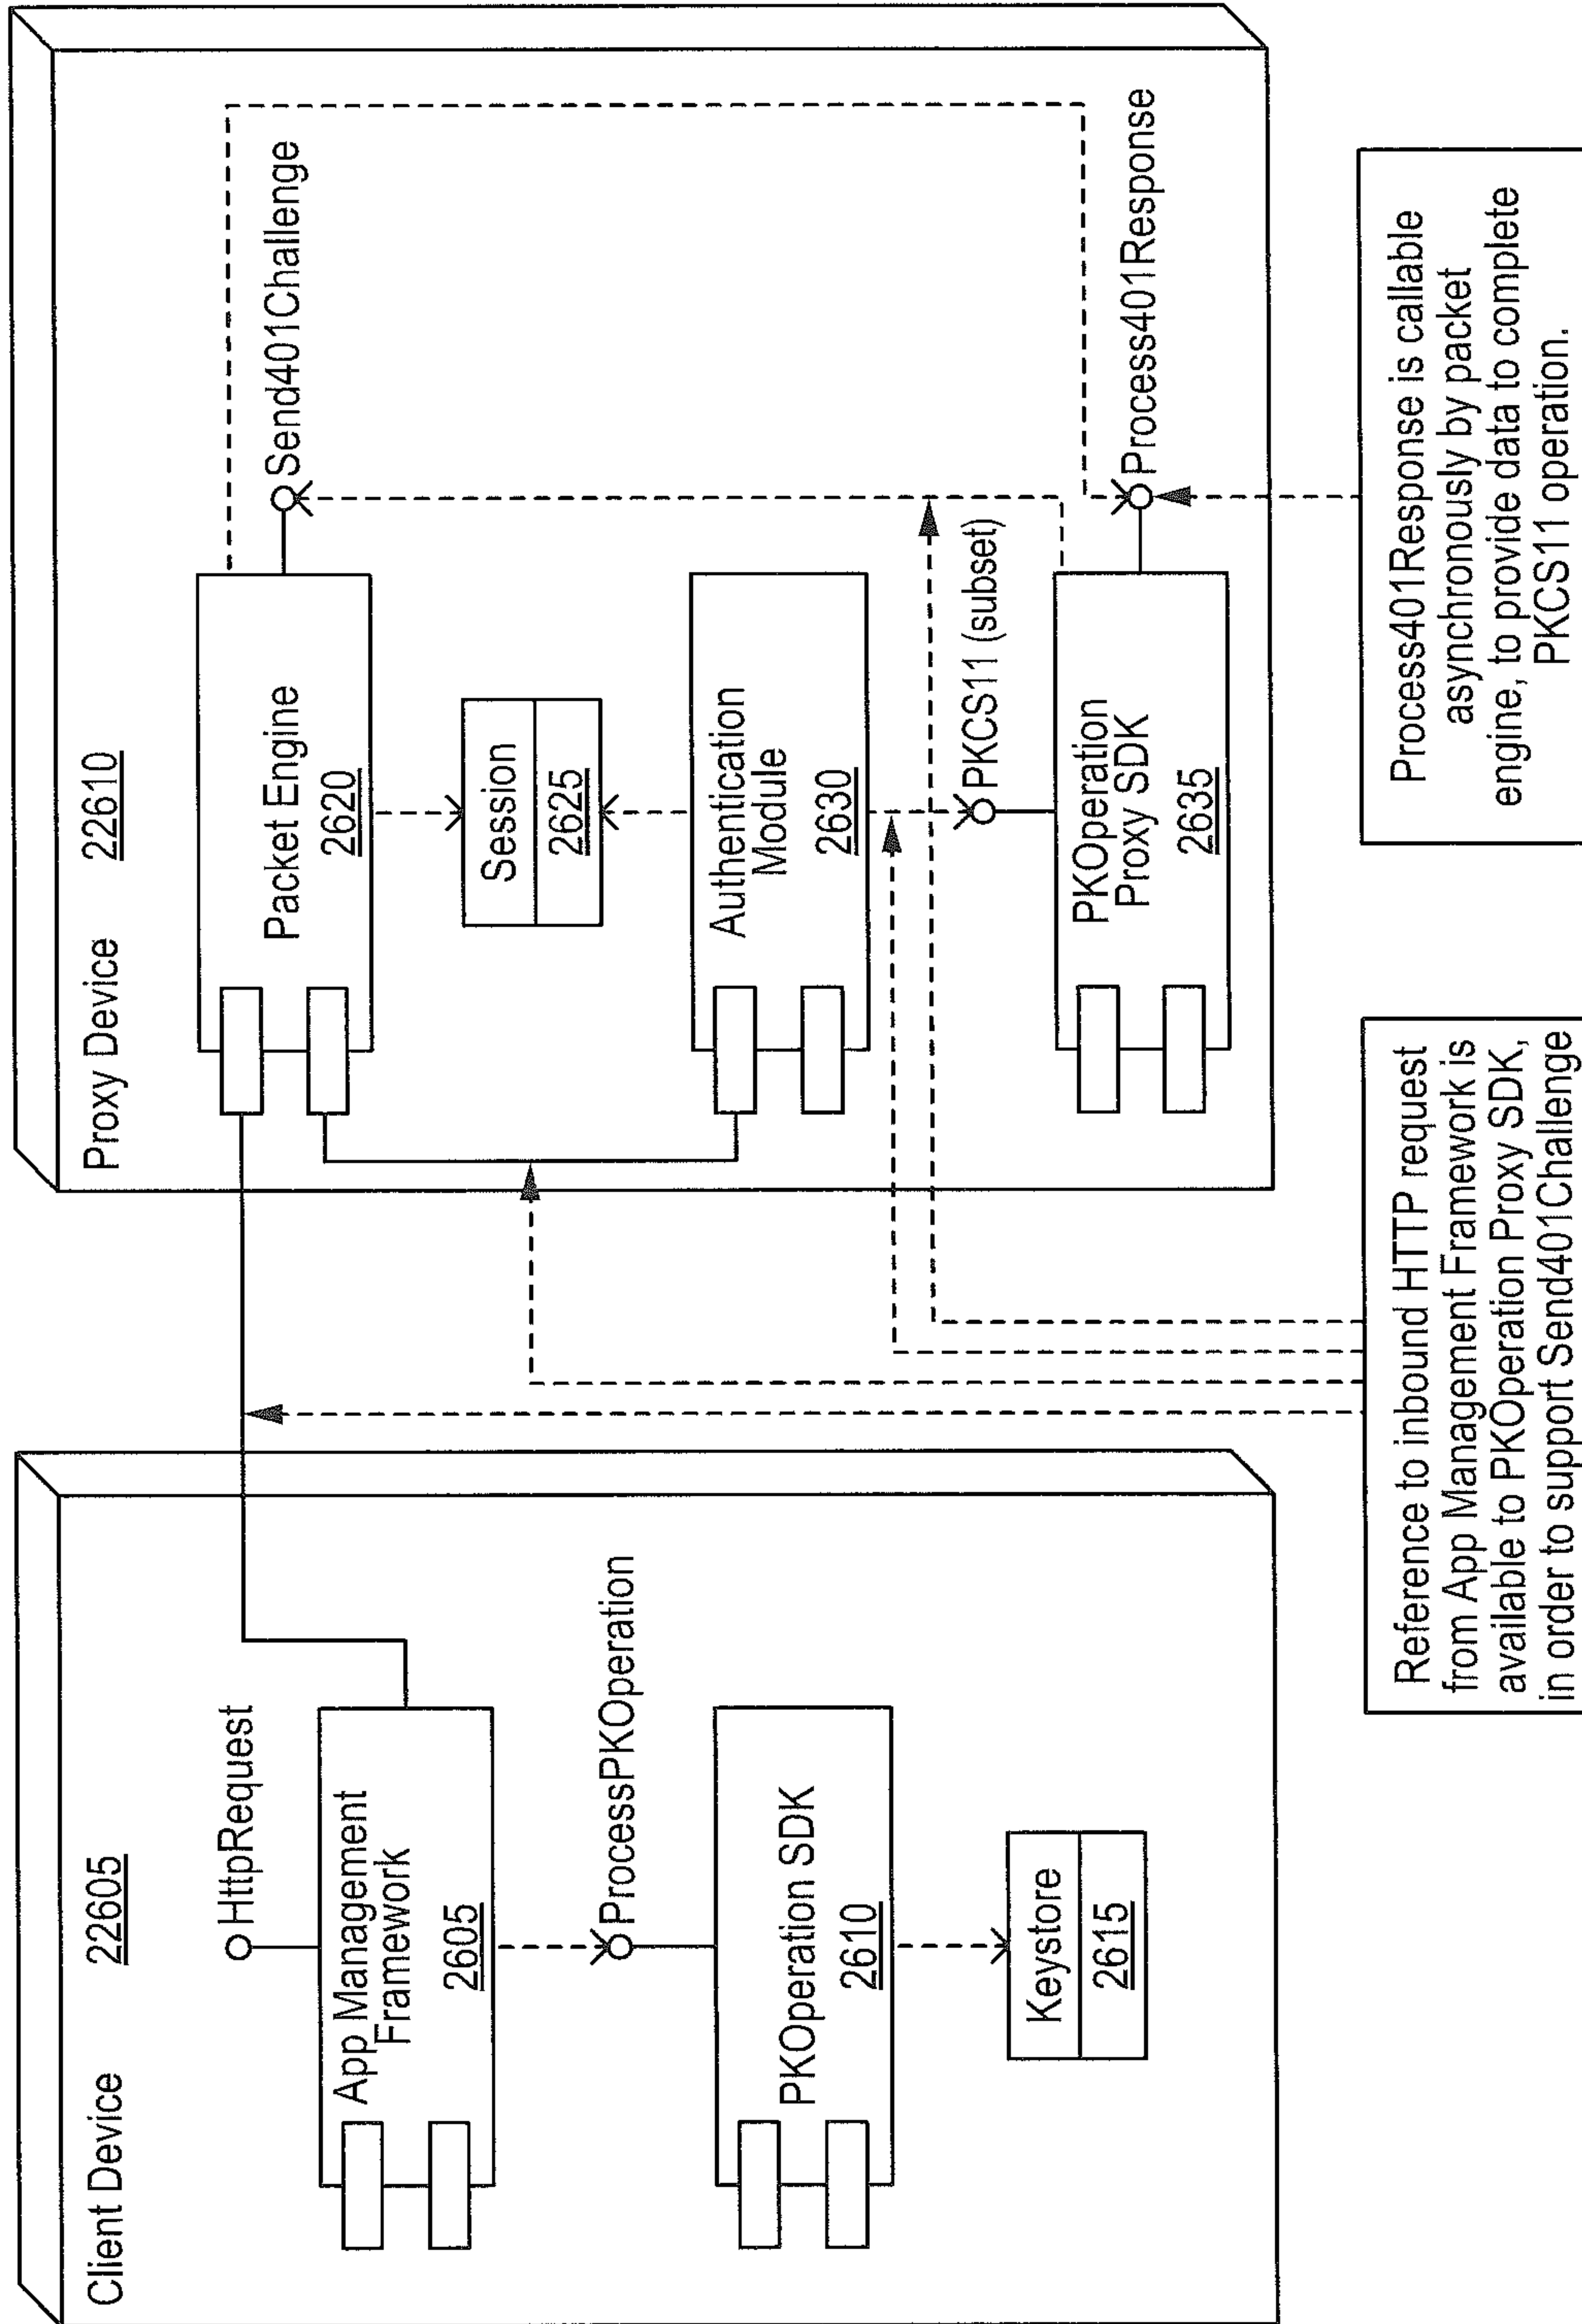 Client Device 22605
HttpRequest
App Management
Framework
2605
ProcessPKOperation
PKOperation SDK
2610
Keystore
2615
Proxy Device 22610
Packet Engine
2620
Send401Challenge
Session
2625
Authentication
Module
2630
PKCS11 (subset)
PKOperation
Proxy SDK
2635
Process401Response
Reference to inbound HTTP request
from App Management Framework is
available to PKOperation Proxy SDK,
in order to support Send401Challenge
Process401Response is callable
asynchronously by packet
engine, to provide data to complete
PKCS11 operation.